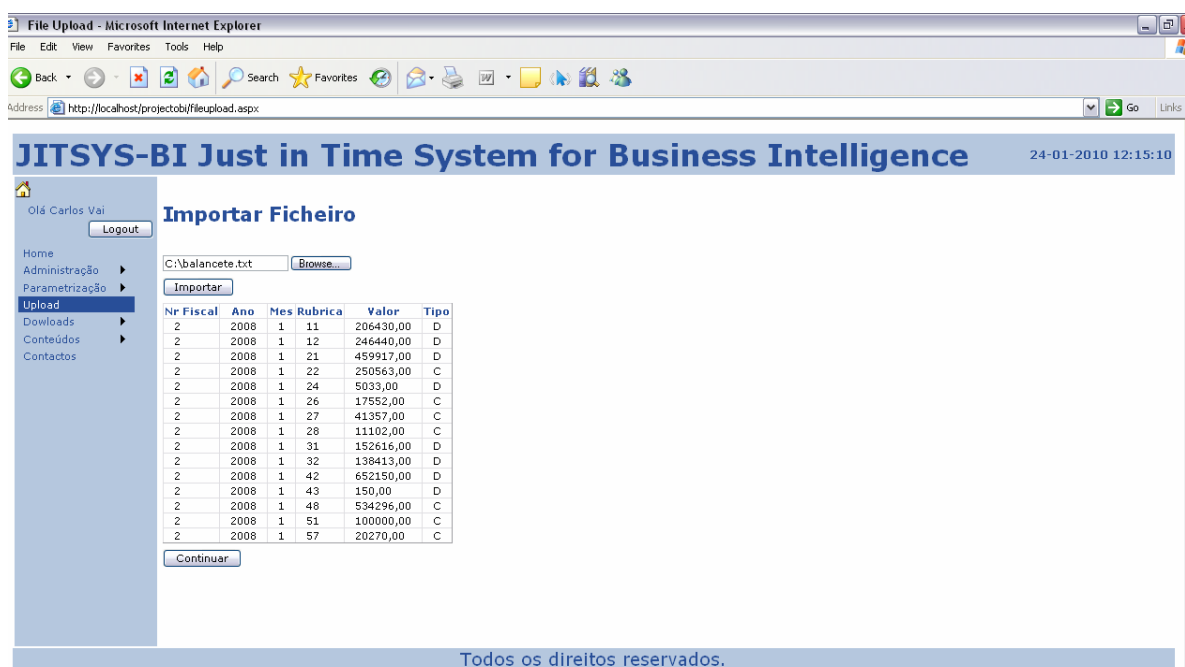 File Upload - Microsoft Internet Explorer
File Edit View Favorites Tools Help
Back Search Favorites
Address http://localhost/projectobi/fileupload.aspx Go Links
JITSYS-BI Just in Time System for Business Intelligence 24-01-2010 12:15:10
Olá Carlos Vai
Logout
Home
Administração
Parametrização
Upload
Dowloads
Conteúdos
Contactos
Importar Ficheiro
C:\balancete.txt Browse...
Importar
Nr Fiscal Ano Mes Rubrica Valor Tipo
2 2008 1 11 206430,00 D
2 2008 1 12 246440,00 D
2 2008 1 21 459917,00 D
2 2008 1 22 250563,00 C
2 2008 1 24 5033,00 D
2 2008 1 26 17552,00 C
2 2008 1 27 41357,00 C
2 2008 1 28 11102,00 C
2 2008 1 31 152616,00 D
2 2008 1 32 138413,00 D
2 2008 1 42 652150,00 D
2 2008 1 43 150,00 D
2 2008 1 48 534296,00 C
2 2008 1 51 100000,00 C
2 2008 1 57 20270,00 C
Continuar
Todos os direitos reservados.